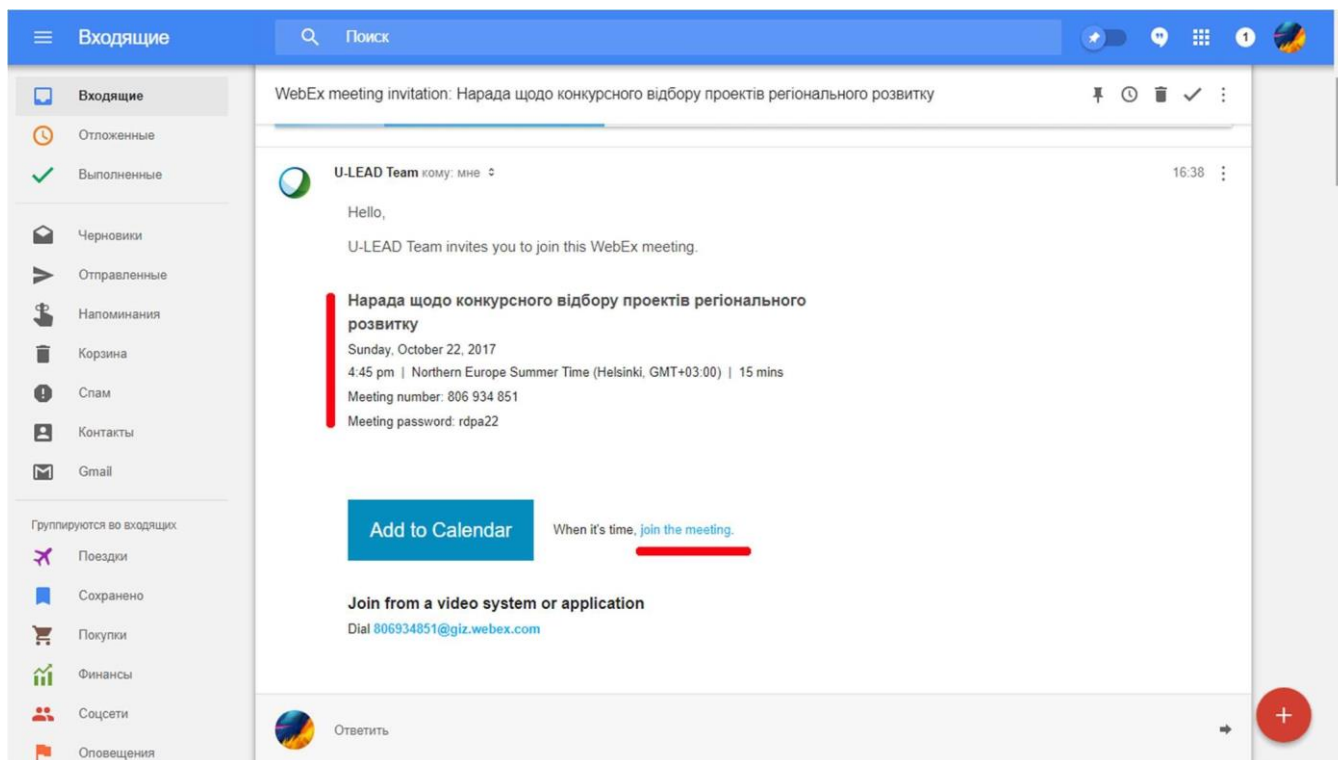 Входящие
Поиск
1
Входящие
Отложенные
Выполненные
Черновики
Отправленные
Напоминания
Корзина
Спам
Контакты
Gmail
Группируются во входящих
Поездки
Сохранено
Покупки
Финансы
Соцсети
Оповещения
WebEx meeting invitation: Нарада щодо конкурсного відбору проектів регіонального розвитку
U-LEAD Team кому: мне 16:38
Hello,
U-LEAD Team invites you to join this WebEx meeting.
Нарада щодо конкурсного відбору проектів регіонального
розвитку
Sunday, October 22, 2017
4:45 pm | Northern Europe Summer Time (Helsinki, GMT+03:00) | 15 mins
Meeting number: 806 934 851
Meeting password: rdpa22
Add to Calendar When it's time, join the meeting.
Join from a video system or application
Dial 806934851@giz.webex.com
Ответить